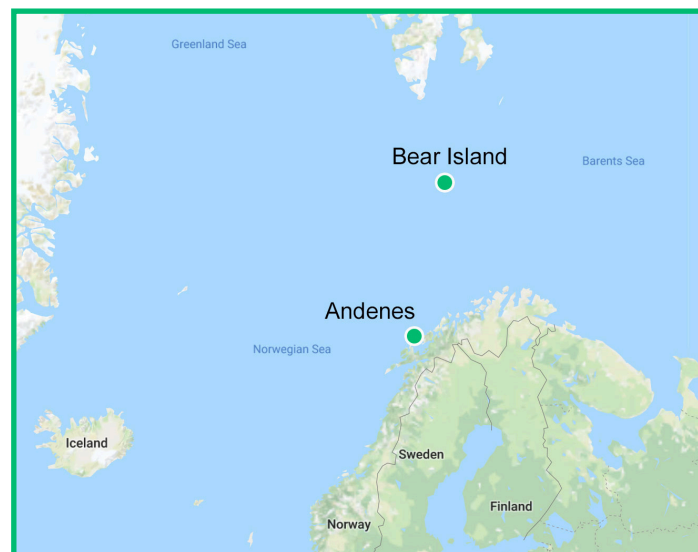 Greenland Sea
Bear Island
Barents Sea
Andenes
Norwegian Sea
Iceland
Sweden
Finland
Norway